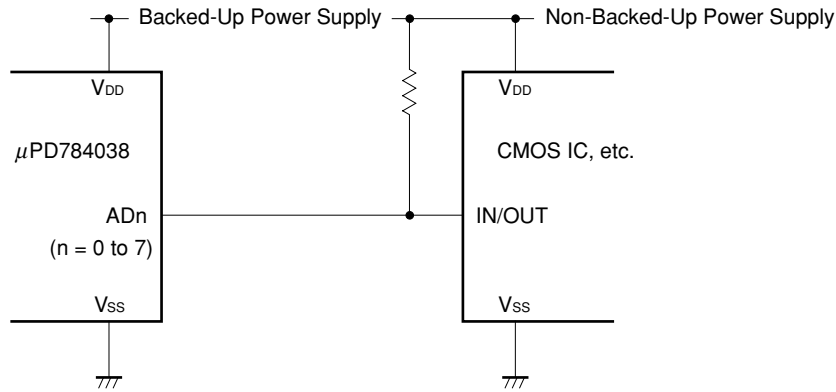 Backed-Up Power Supply
Non-Backed-Up Power Supply
VDD
VDD
μPD784038
CMOS IC, etc.
ADn
IN/OUT
(n = 0 to 7)
VSS
VSS